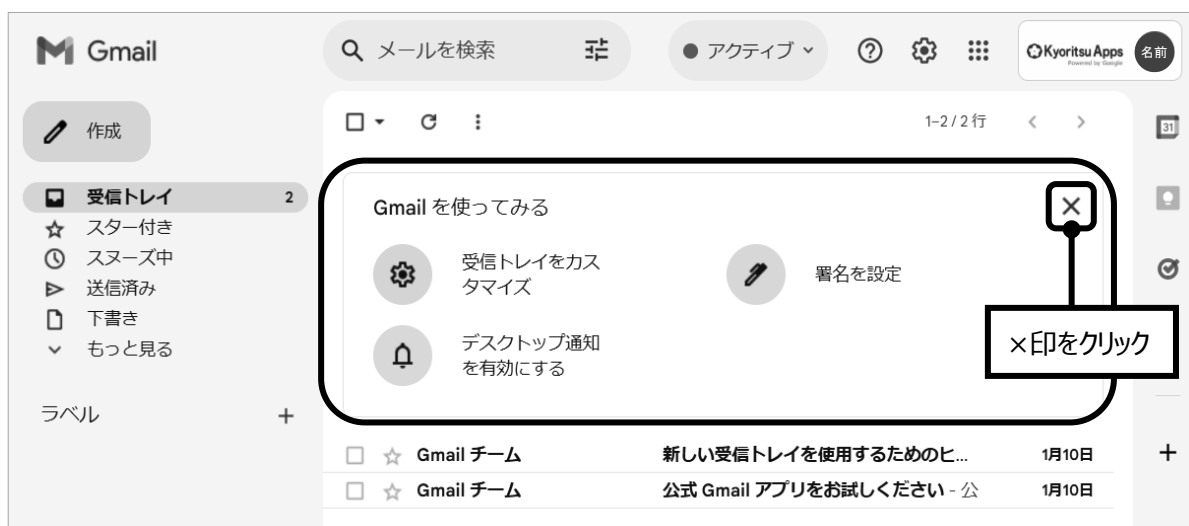 Gmail
メールを検索
アクティブ
Kyoritsu Apps
Powered by Google
名前
作成
1–2 / 2 行
31
受信トレイ 2
スター付き
スヌーズ中
送信済み
下書き
もっと見る
ラベル
Gmail を使ってみる
受信トレイをカス
タマイズ
署名を設定
デスクトップ通知
を有効にする
×印をクリック
Gmail チーム 新しい受信トレイを使用するためのヒ... 1月10日
Gmail チーム 公式 Gmail アプリをお試しください - 公 1月10日